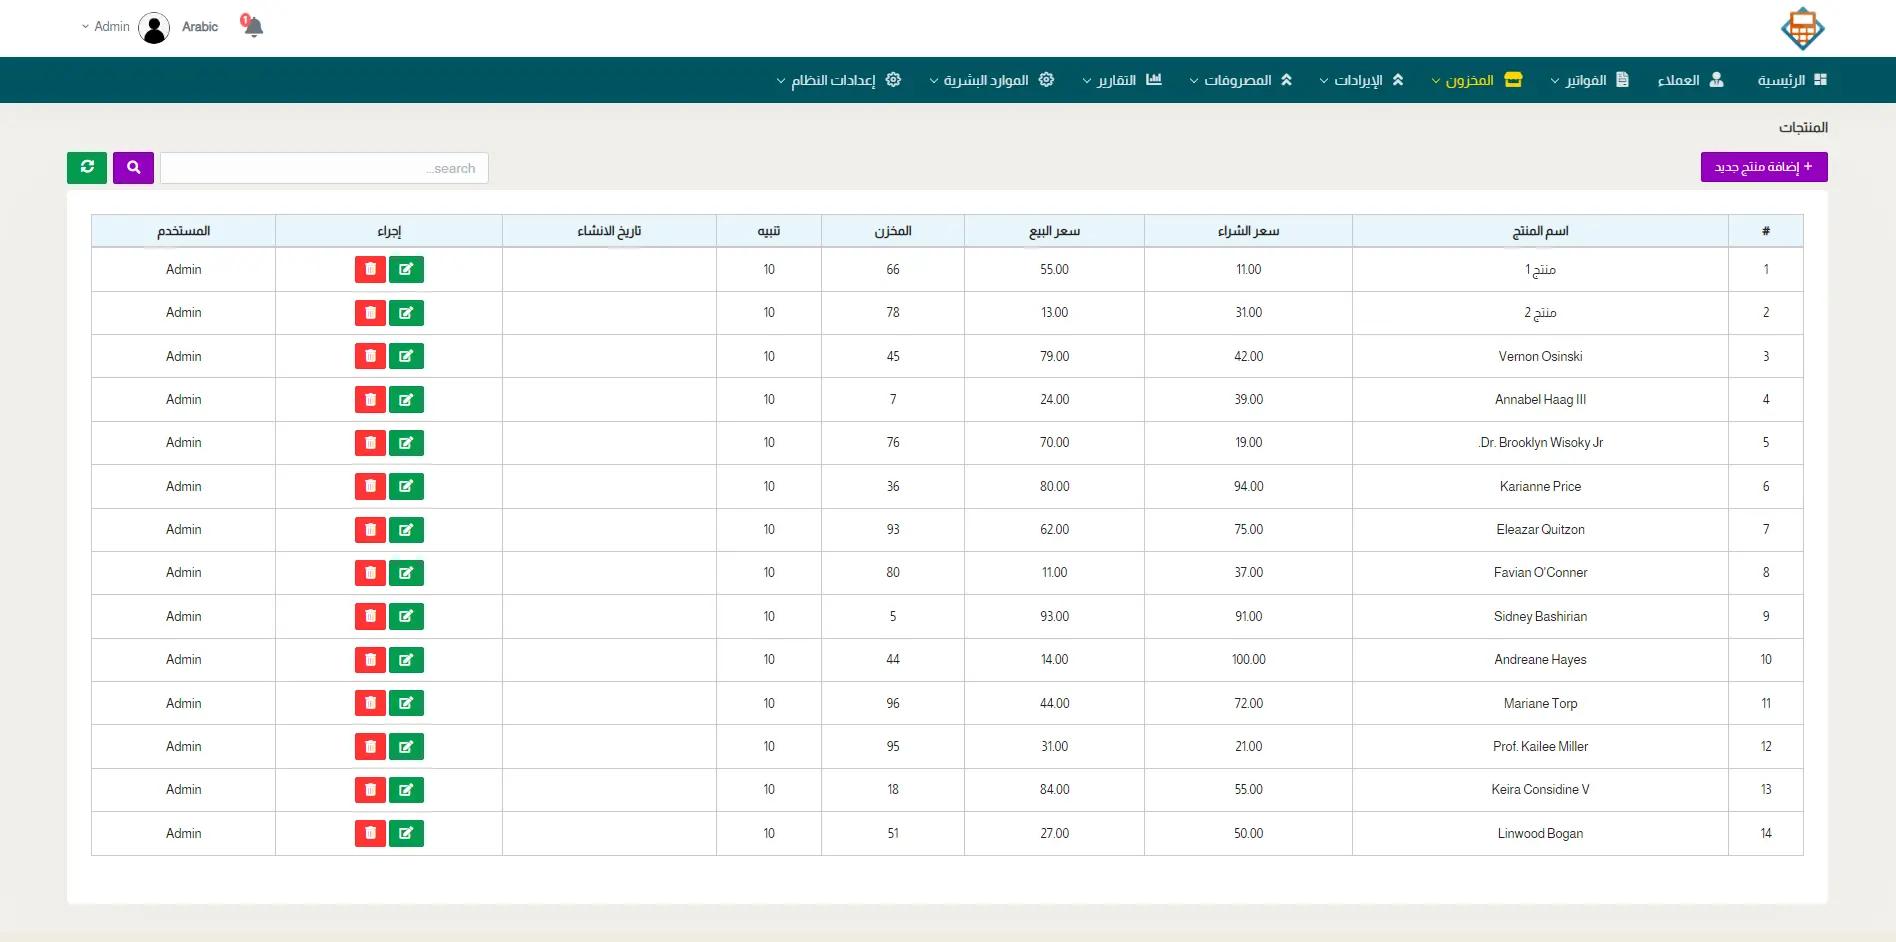 1
Arabic
Admin
الرئيسية
العملاء
الفواتير
المخزون
الإيرادات
المصروفات
التقارير
الموارد البشرية
إعدادات النظام
المنتجات
+ إضافة منتج جديد
search...
# اسم المنتج سعر الشراء سعر البيع المخزن تنبيه تاريخ الانشاء إجراء المستخدم
1 منتج 1 11.00 55.00 66 10 Admin
2 منتج 2 31.00 13.00 78 10 Admin
3 Vernon Osinski 42.00 79.00 45 10 Admin
4 Annabel Haag III 39.00 24.00 7 10 Admin
5 .Dr. Brooklyn Wisoky Jr 19.00 70.00 76 10 Admin
6 Karianne Price 94.00 80.00 36 10 Admin
7 Eleazar Quitzon 75.00 62.00 93 10 Admin
8 Favian O'Conner 37.00 11.00 80 10 Admin
9 Sidney Bashirian 91.00 93.00 5 10 Admin
10 Andreane Hayes 100.00 14.00 44 10 Admin
11 Mariane Torp 72.00 44.00 96 10 Admin
12 Prof. Kailee Miller 21.00 31.00 95 10 Admin
13 Keira Considine V 55.00 84.00 18 10 Admin
14 Linwood Bogan 50.00 27.00 51 10 Admin